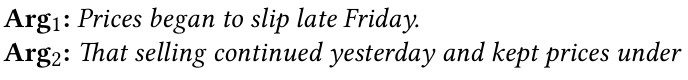 Arg1: Prices began to slip late Friday.
Arg2: That selling continued yesterday and kept prices under